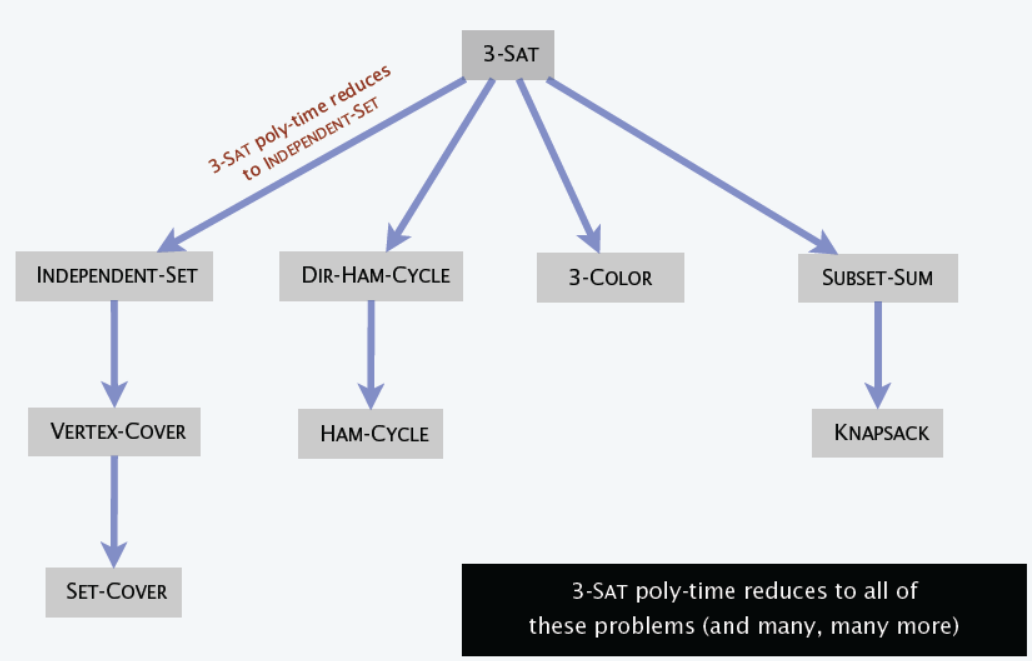 3-SAT
3-SAT poly-time reduces
to INDEPENDENT-SET
INDEPENDENT-SET
DIR-HAM-CYCLE
3-COLOR
SUBSET-SUM
VERTEX-COVER
HAM-CYCLE
KNAPSACK
SET-COVER
3-SAT poly-time reduces to all of
these problems (and many, many more)